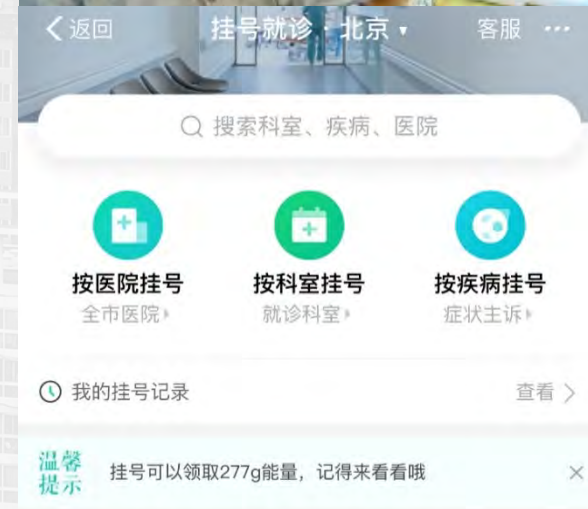 返回 挂号就诊·北京 客服
搜索科室、疾病、医院
按医院挂号 按科室挂号 按疾病挂号
全市医院 就诊科室 症状主诉
我的挂号记录 查看
温馨
提示
挂号可以领取277g能量，记得来看看哦